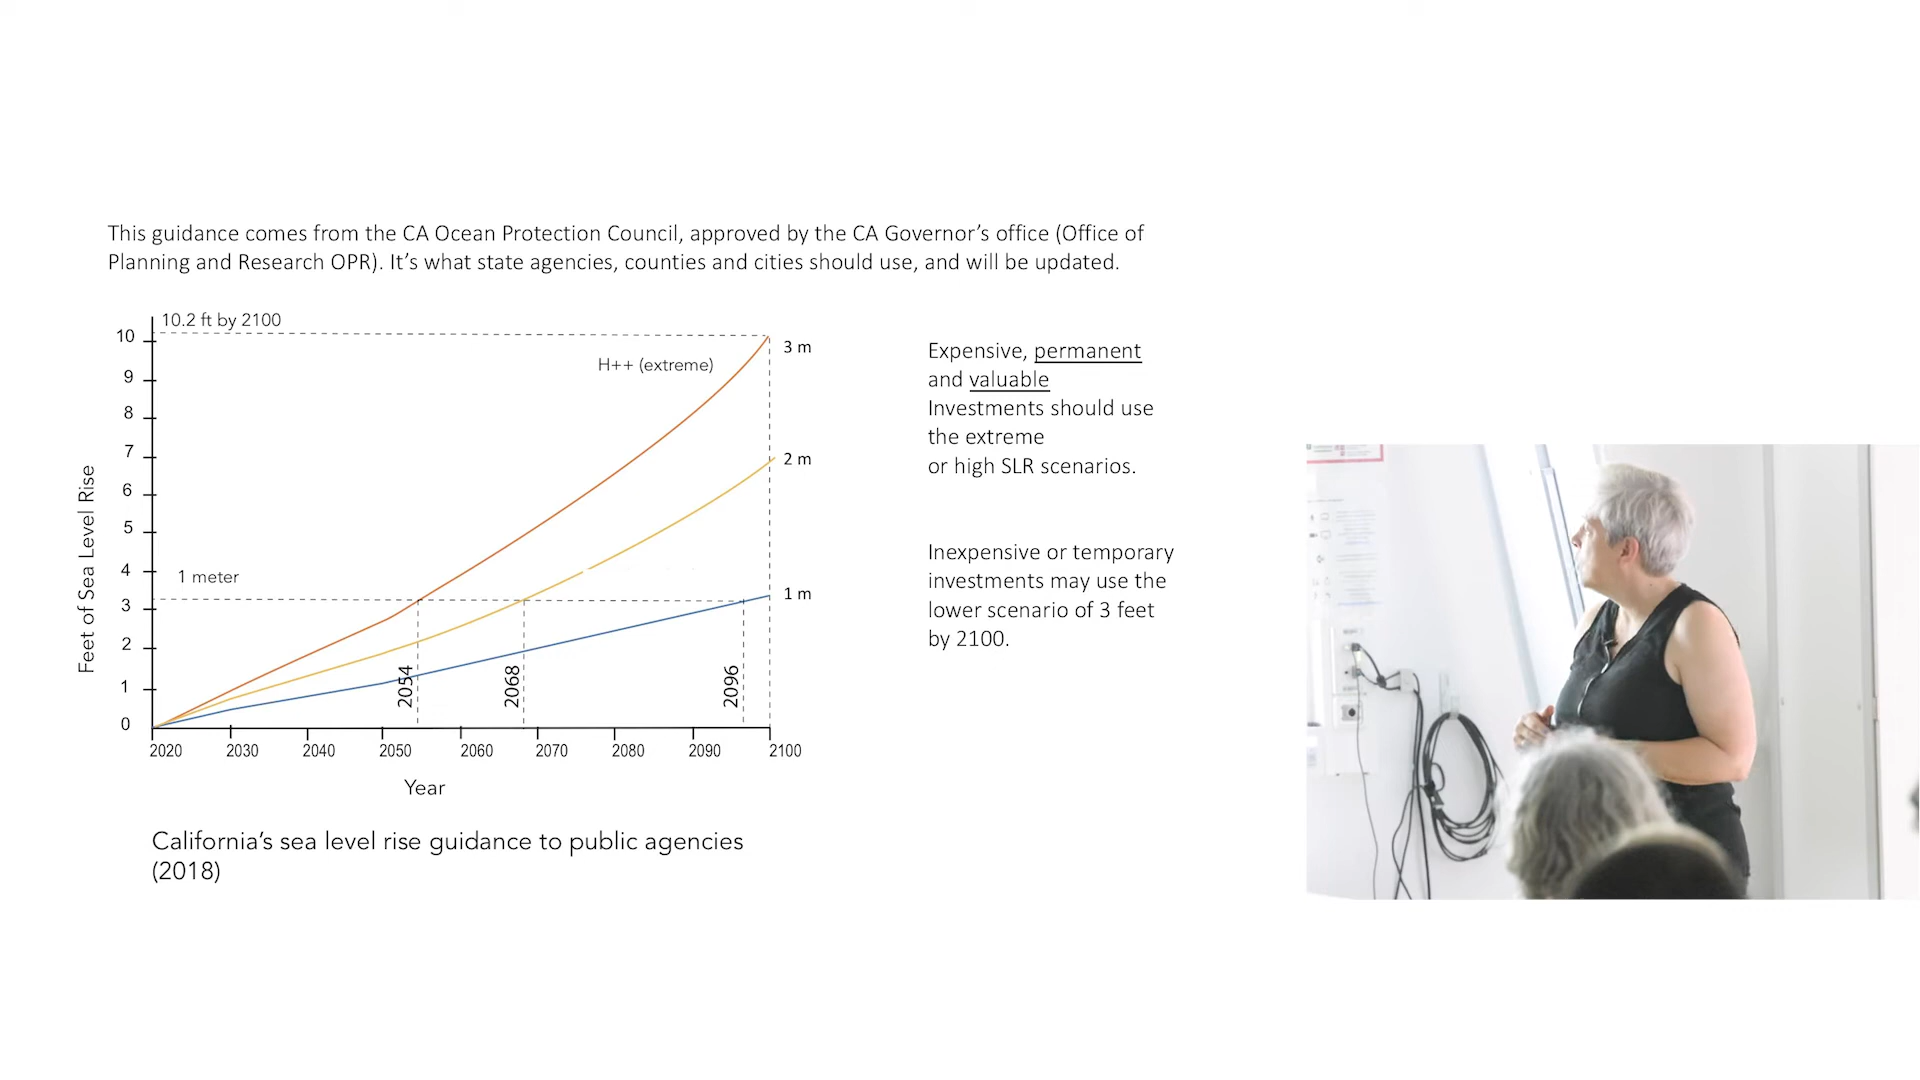 This guidance comes from the CA Ocean Protection Council, approved by the CA Governor’s office (Office of
Planning and Research OPR). It’s what state agencies, counties and cities should use, and will be updated.
10.2 ft by 2100
H++ (extreme)
3 m
2 m
1 m
1 meter
10
9
8
7
6
5
4
3
2
1
0
Feet of Sea Level Rise
2054
2068
2096
2020 2030 2040 2050 2060 2070 2080 2090 2100
Year
California’s sea level rise guidance to public agencies
(2018)
Expensive, permanent
and valuable
Investments should use
the extreme
or high SLR scenarios.
Inexpensive or temporary
investments may use the
lower scenario of 3 feet
by 2100.